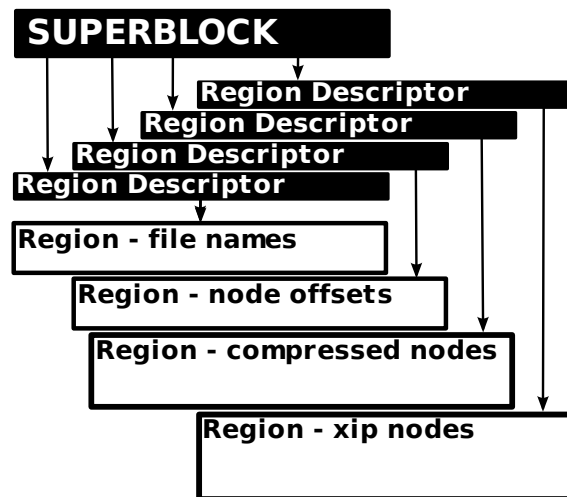 SUPERBLOCK
Region Descriptor
Region Descriptor
Region Descriptor
Region Descriptor
Region - file names
Region - node offsets
Region - compressed nodes
Region - xip nodes